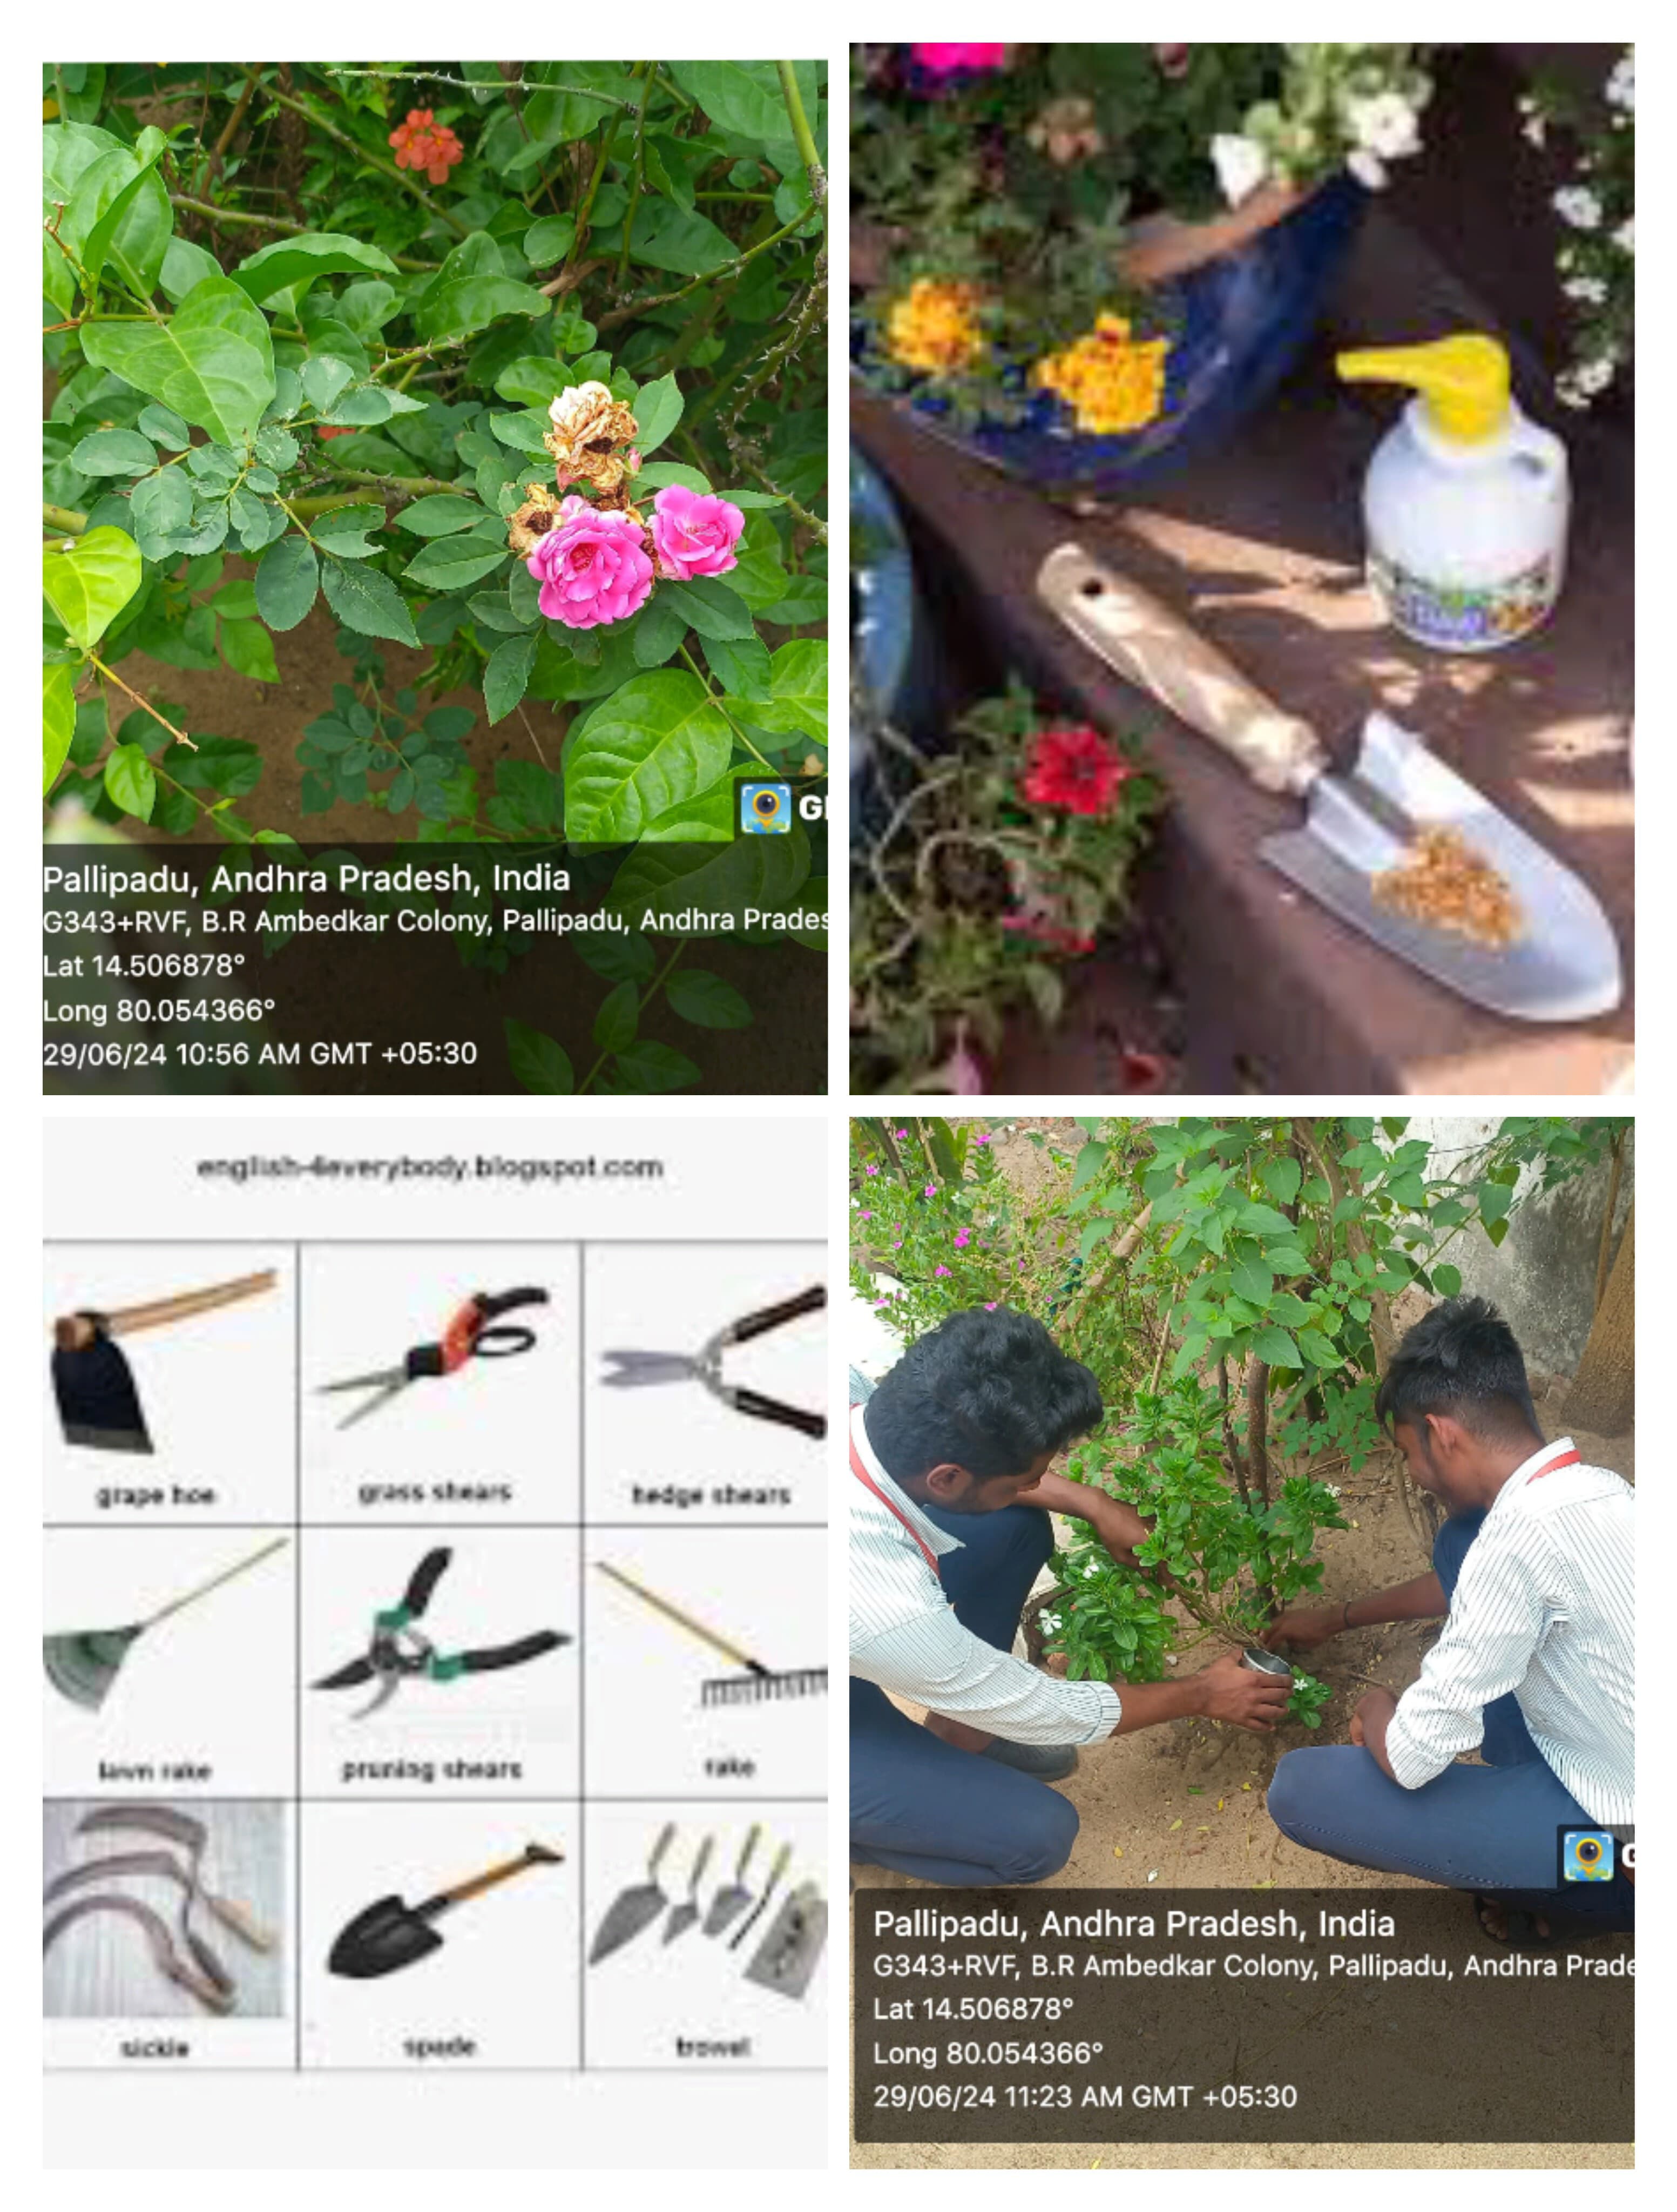 Pallipadu, Andhra Pradesh, India
G343+RVF, B.R Ambedkar Colony, Pallipadu, Andhra Prades
Lat 14.506878°
Long 80.054366°
29/06/24 10:56 AM GMT +05:30
english-4everybody.blogspot.com
grape hoe
grass shears
hedge shears
lawn rake
pruning shears
rake
sickle
spade
trowel
G
Pallipadu, Andhra Pradesh, India
G343+RVF, B.R Ambedkar Colony, Pallipadu, Andhra Prade
Lat 14.506878°
Long 80.054366°
29/06/24 11:23 AM GMT +05:30